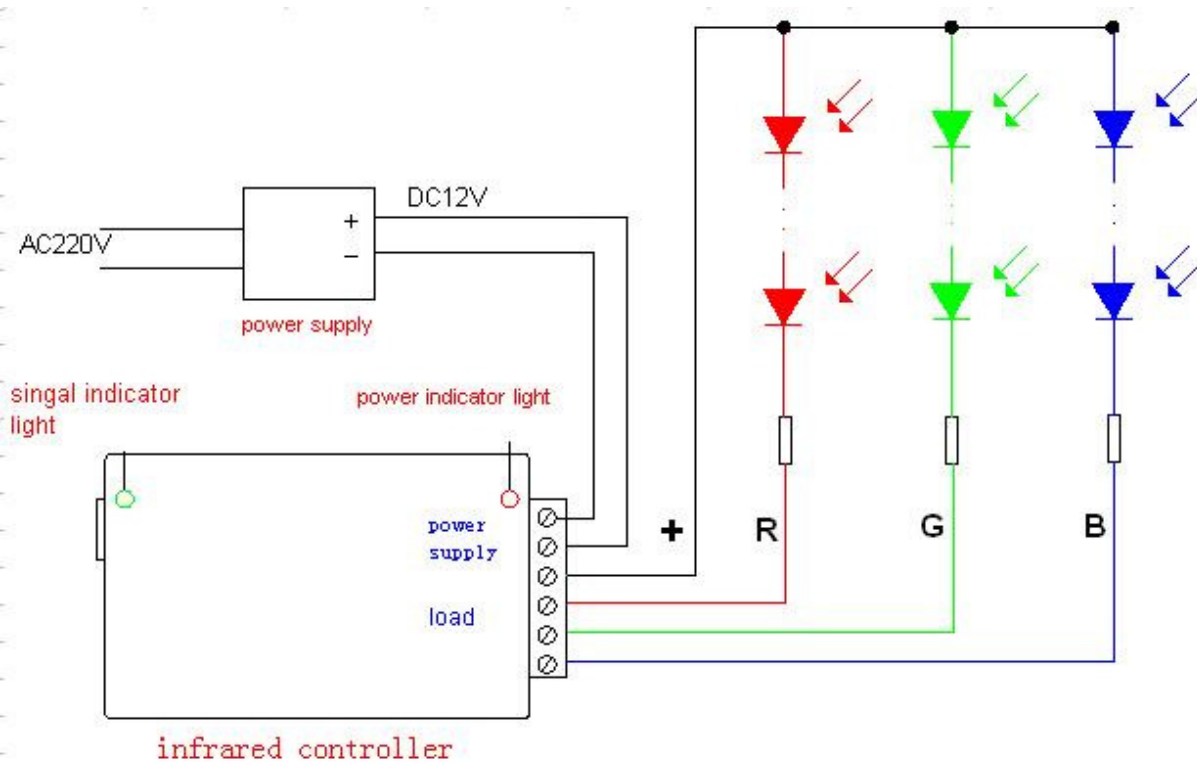 DC12V
+
AC220V
−
power supply
singal indicator
light
power indicator light
power
supply
load
+
R
G
B
infrared controller